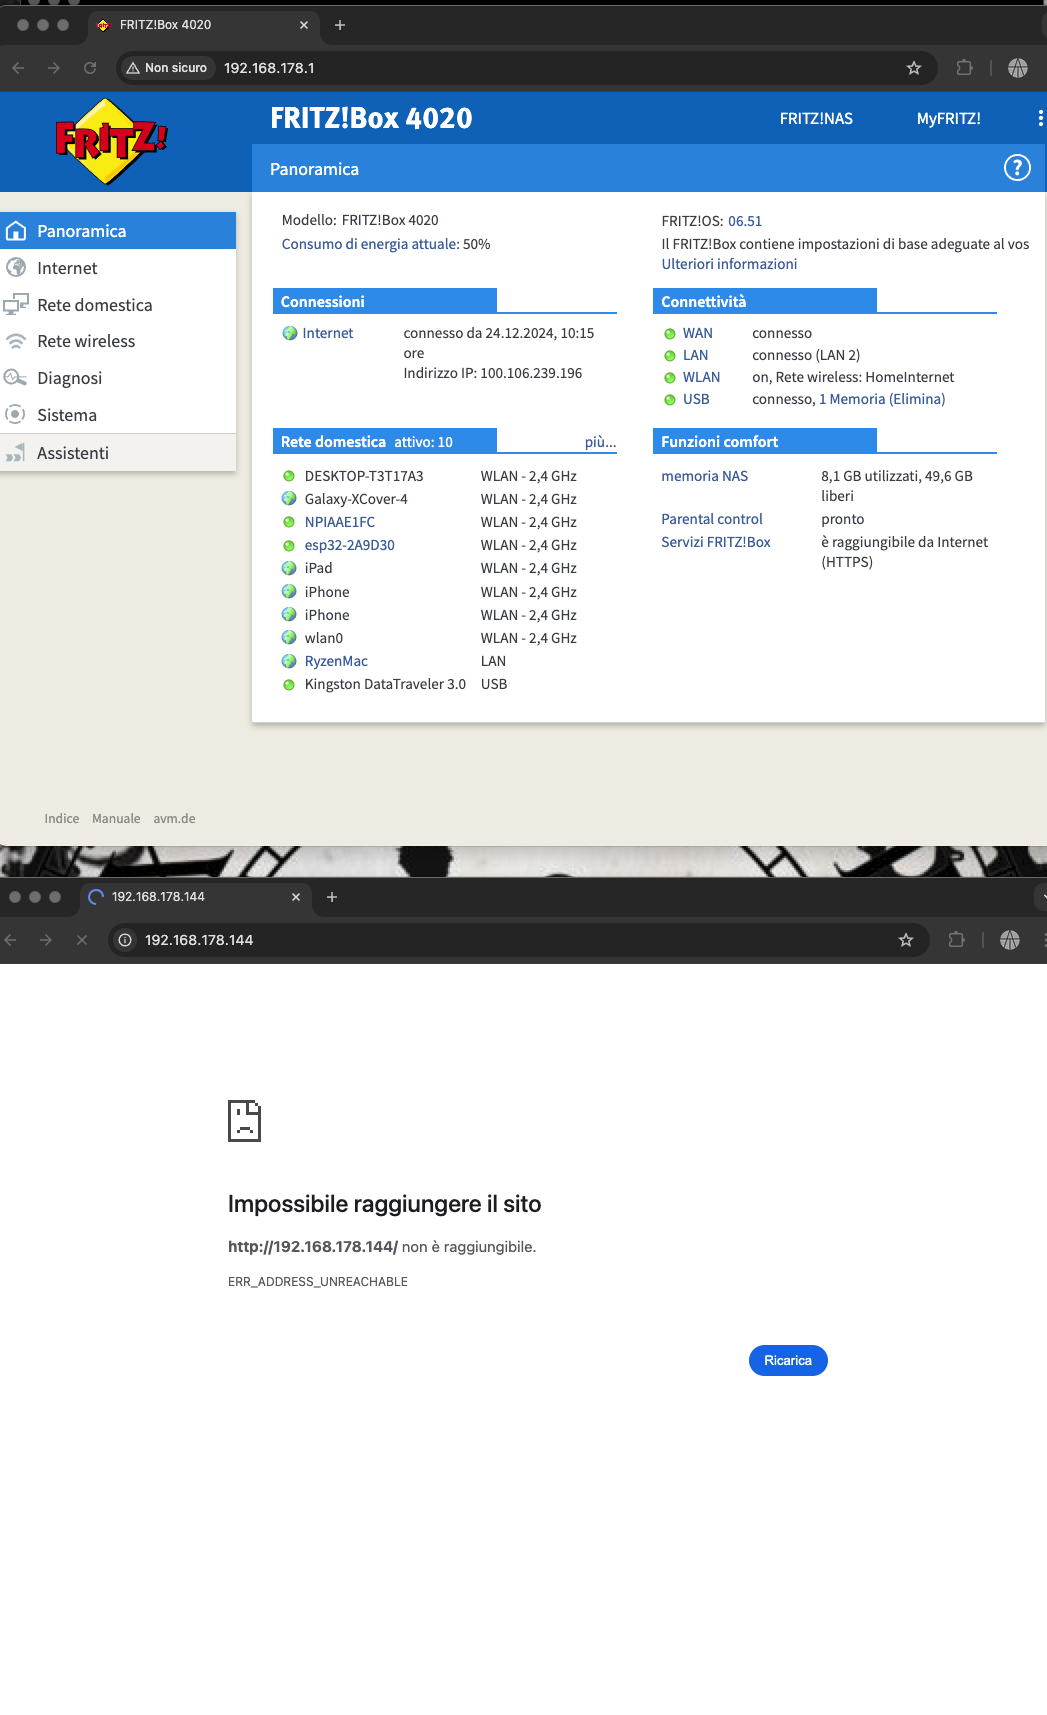 FRITZ!Box 4020
Non sicuro 192.168.178.1
FRITZ!
FRITZ!Box 4020
FRITZ!NAS
MyFRITZ!
Panoramica
?
Panoramica
Internet
Rete domestica
Rete wireless
Diagnosi
Sistema
Assistenti
Modello: FRITZ!Box 4020
Consumo di energia attuale: 50%
FRITZ!OS: 06.51
Il FRITZ!Box contiene impostazioni di base adeguate al vos
Ulteriori informazioni
Connessioni
Internet connesso da 24.12.2024, 10:15
ore
Indirizzo IP: 100.106.239.196
Connettività
WAN connesso
LAN connesso (LAN 2)
WLAN on, Rete wireless: HomeInternet
USB connesso, 1 Memoria (Elimina)
Rete domestica attivo: 10 più...
DESKTOP-T3T17A3 WLAN - 2,4 GHz
Galaxy-XCover-4 WLAN - 2,4 GHz
NPIAAE1FC WLAN - 2,4 GHz
esp32-2A9D30 WLAN - 2,4 GHz
iPad WLAN - 2,4 GHz
iPhone WLAN - 2,4 GHz
iPhone WLAN - 2,4 GHz
wlan0 WLAN - 2,4 GHz
RyzenMac LAN
Kingston DataTraveler 3.0 USB
Funzioni comfort
memoria NAS 8,1 GB utilizzati, 49,6 GB
liberi
Parental control pronto
Servizi FRITZ!Box è raggiungibile da Internet
(HTTPS)
Indice Manuale avm.de
192.168.178.144
192.168.178.144
Impossibile raggiungere il sito
http://192.168.178.144/ non è raggiungibile.
ERR_ADDRESS_UNREACHABLE
Ricarica